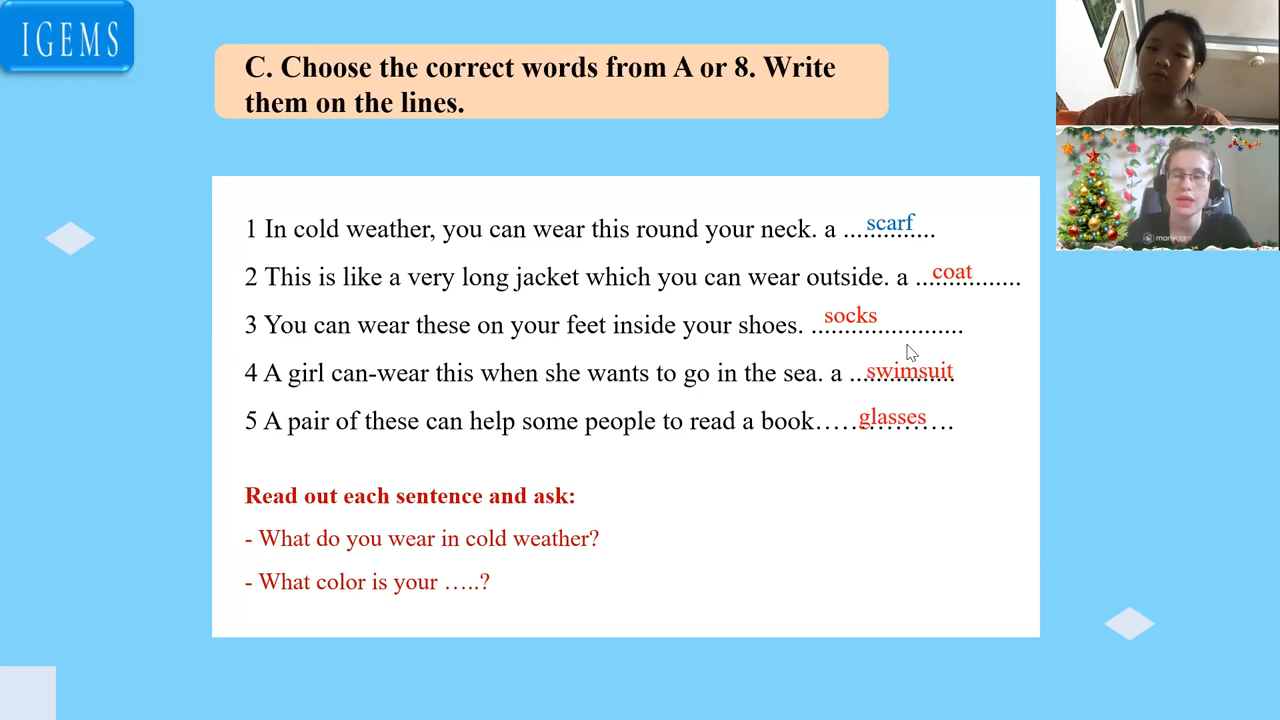 IGEMS
C. Choose the correct words from A or 8. Write
them on the lines.
1 In cold weather, you can wear this round your neck. a ..............
scarf
2 This is like a very long jacket which you can wear outside. a ................
coat
3 You can wear these on your feet inside your shoes. .......................
socks
4 A girl can-wear this when she wants to go in the sea. a ................
swimsuit
5 A pair of these can help some people to read a book……………….
glasses
Read out each sentence and ask:
- What do you wear in cold weather?
- What color is your …..?